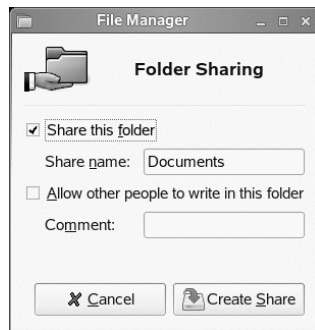 File Manager
Folder Sharing
Share this folder
Share name: Documents
Allow other people to write in this folder
Comment:
Cancel Create Share